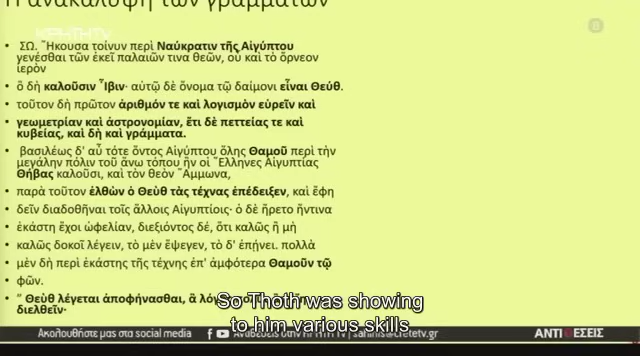 Η ανακάλυψη των γραμμάτων
ΚΡΗΤΗ TV
8
• ΣΩ. Ἤκουσα τοίνυν περὶ Ναύκρατιν τῆς Αἰγύπτου
γενέσθαι τῶν ἐκεῖ παλαιῶν τινα θεῶν, οὗ καὶ τὸ ὄρνεον
ἱερὸν
• ὃ δὴ καλοῦσιν Ἶβιν· αὐτῷ δὲ ὄνομα τῷ δαίμονι εἶναι Θεύθ.
• τοῦτον δὴ πρῶτον ἀριθμόν τε καὶ λογισμὸν εὑρεῖν καὶ
• γεωμετρίαν καὶ ἀστρονομίαν, ἔτι δὲ πεττείας τε καὶ
κυβείας, καὶ δὴ καὶ γράμματα.
• βασιλέως δ' αὖ τότε ὄντος Αἰγύπτου ὅλης Θαμοῦ περὶ τὴν
μεγάλην πόλιν τοῦ ἄνω τόπου ἣν οἱ Ἕλληνες Αἰγυπτίας
Θήβας καλοῦσι, καὶ τὸν θεὸν Ἄμμωνα,
• παρὰ τοῦτον ἐλθὼν ὁ Θεὺθ τὰς τέχνας ἐπέδειξεν, καὶ ἔφη
• δεῖν διαδοθῆναι τοῖς ἄλλοις Αἰγυπτίοις· ὁ δὲ ἤρετο ἥντινα
• ἑκάστη ἔχοι ὠφελίαν, διεξιόντος δέ, ὅτι καλῶς ἢ μὴ
• καλῶς δοκοῖ λέγειν, τὸ μὲν ἔψεγεν, τὸ δ' ἐπῄνει. πολλὰ
• μὲν δὴ περὶ ἑκάστης τῆς τέχνης ἐπ' ἀμφότερα Θαμοῦν τῷ
• φῶν.
• " Θεὺθ λέγεται ἀποφήνασθαι, ἃ λόγ
διελθεῖν·
So Thoth was showing
to him various skills
Ακολουθήστε μας στα social media
ΑΝΤΙΘΕΣΕΙΣ